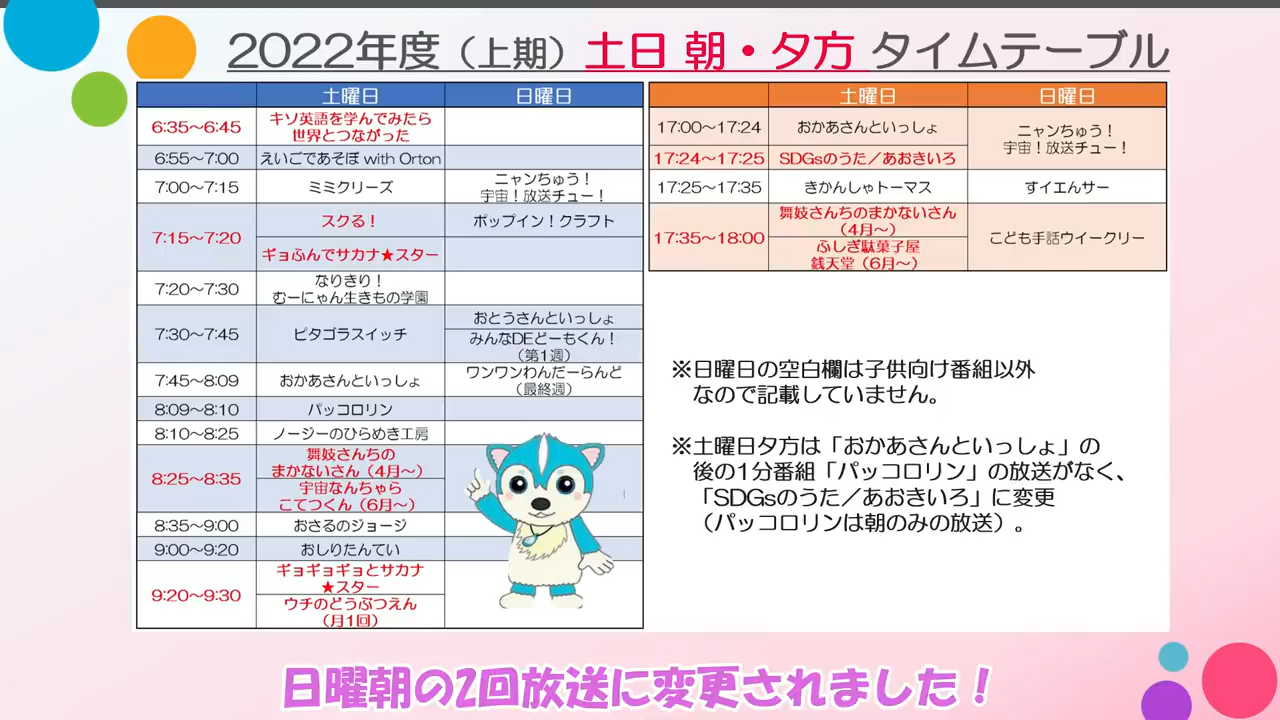 2022年度（上期）土日 朝・夕方 タイムテーブル
土曜日 日曜日
6:35～6:45 キソ英語を学んでみたら
世界とつながった
6:55～7:00 えいごであそぼ with Orton
7:00～7:15 ミミクリーズ ニャンちゅう！
宇宙！放送チュー！
7:15～7:20 スクる！ ポップイン！クラフト
ギョふんでサカナ★スター
7:20～7:30 なりきり！
むーにゃん生きもの学園
7:30～7:45 ピタゴラスイッチ おとうさんといっしょ
みんなDEどーもくん！
（第1週）
7:45～8:09 おかあさんといっしょ ワンワンわんだーらんど
（最終週）
8:09～8:10 パッコロリン
8:10～8:25 ノージーのひらめき工房
8:25～8:35 舞妓さんちの
まかないさん（4月～）
宇宙なんちゃら
こてつくん（6月～）
8:35～9:00 おさるのジョージ
9:00～9:20 おしりたんてい
9:20～9:30 ギョギョギョとサカナ
★スター
ウチのどうぶつえん
（月1回）
土曜日 日曜日
17:00～17:24 おかあさんといっしょ ニャンちゅう！
宇宙！放送チュー！
17:24～17:25 SDGsのうた／あおきいろ
17:25～17:35 きかんしゃトーマス すイエんサー
17:35～18:00 舞妓さんちのまかないさん
（4月～）
ふしぎ駄菓子屋
銭天堂（6月～）
こども手話ウイークリー
※日曜日の空白欄は子供向け番組以外
なので記載していません。
※土曜日夕方は「おかあさんといっしょ」の
後の1分番組「パッコロリン」の放送がなく、
「SDGsのうた／あおきいろ」に変更
（パッコロリンは朝のみの放送）。
日曜朝の2回放送に変更されました！